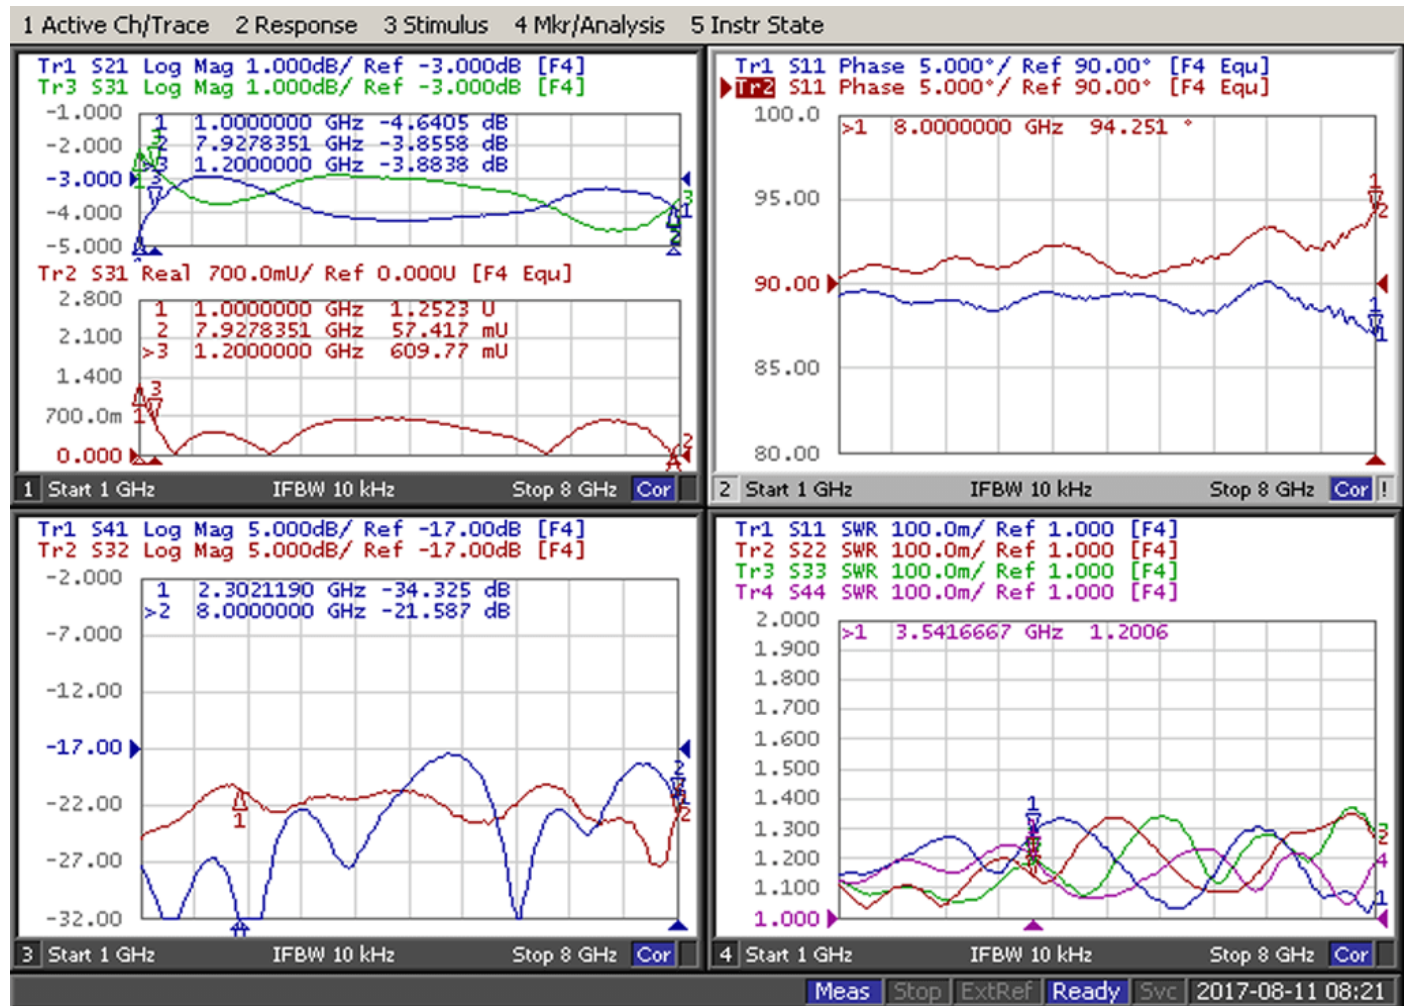 1 Active Ch/Trace 2 Response 3 Stimulus 4 Mkr/Analysis 5 Instr State
Tr1 S21 Log Mag 1.000dB/ Ref -3.000dB [F4]
Tr3 S31 Log Mag 1.000dB/ Ref -3.000dB [F4]
-1.000
-2.000
-3.000
-4.000
-5.000
1 1.0000000 GHz -4.6405 dB
2 7.9278351 GHz -3.8558 dB
>3 1.2000000 GHz -3.8838 dB
Tr2 S31 Real 700.0mU/ Ref 0.000U [F4 Equ]
2.800
2.100
1.400
700.0m
0.000
1 1.0000000 GHz 1.2523 U
2 7.9278351 GHz 57.417 mU
>3 1.2000000 GHz 609.77 mU
1 Start 1 GHz IFBW 10 kHz Stop 8 GHz Cor
Tr1 S11 Phase 5.000°/ Ref 90.00° [F4 Equ]
Tr2 S11 Phase 5.000°/ Ref 90.00° [F4 Equ]
100.0
95.00
90.00
85.00
80.00
>1 8.0000000 GHz 94.251 °
2 Start 1 GHz IFBW 10 kHz Stop 8 GHz Cor !
Tr1 S41 Log Mag 5.000dB/ Ref -17.00dB [F4]
Tr2 S32 Log Mag 5.000dB/ Ref -17.00dB [F4]
-2.000
-7.000
-12.00
-17.00
-22.00
-27.00
-32.00
1 2.3021190 GHz -34.325 dB
>2 8.0000000 GHz -21.587 dB
3 Start 1 GHz IFBW 10 kHz Stop 8 GHz Cor
Tr1 S11 SWR 100.0m/ Ref 1.000 [F4]
Tr2 S22 SWR 100.0m/ Ref 1.000 [F4]
Tr3 S33 SWR 100.0m/ Ref 1.000 [F4]
Tr4 S44 SWR 100.0m/ Ref 1.000 [F4]
2.000
1.900
1.800
1.700
1.600
1.500
1.400
1.300
1.200
1.100
1.000
>1 3.5416667 GHz 1.2006
4 Start 1 GHz IFBW 10 kHz Stop 8 GHz Cor
Meas Stop ExtRef Ready Svc 2017-08-11 08:21